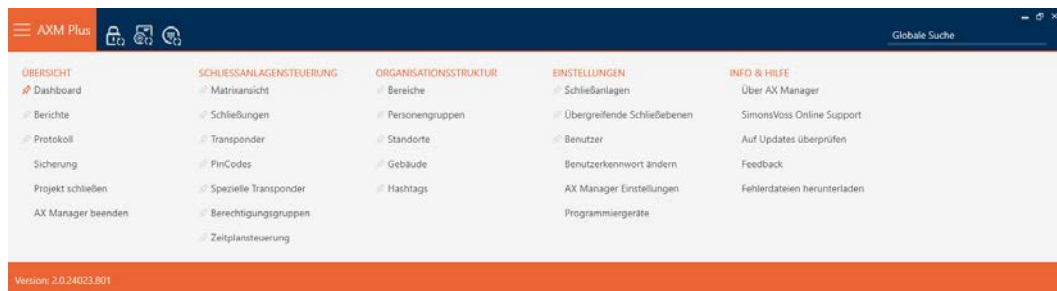 AXM Plus
Globale Suche
ÜBERSICHT
Dashboard
Berichte
Protokoll
Sicherung
Projekt schließen
AX Manager beenden
SCHLIESSANLAGENSTEUERUNG
Matrixansicht
Schließungen
Transponder
PinCodes
Spezielle Transponder
Berechtigungsgruppen
Zeitplansteuerung
ORGANISATIONSSTRUKTUR
Bereiche
Personengruppen
Standorte
Gebäude
Hashtags
EINSTELLUNGEN
Schließanlagen
Übergreifende Schließebenen
Benutzer
Benutzerkennwort ändern
AX Manager Einstellungen
Programmiergeräte
INFO & HILFE
Über AX Manager
SimonsVoss Online Support
Auf Updates überprüfen
Feedback
Fehlerdateien herunterladen
Version: 2.0.24023.801